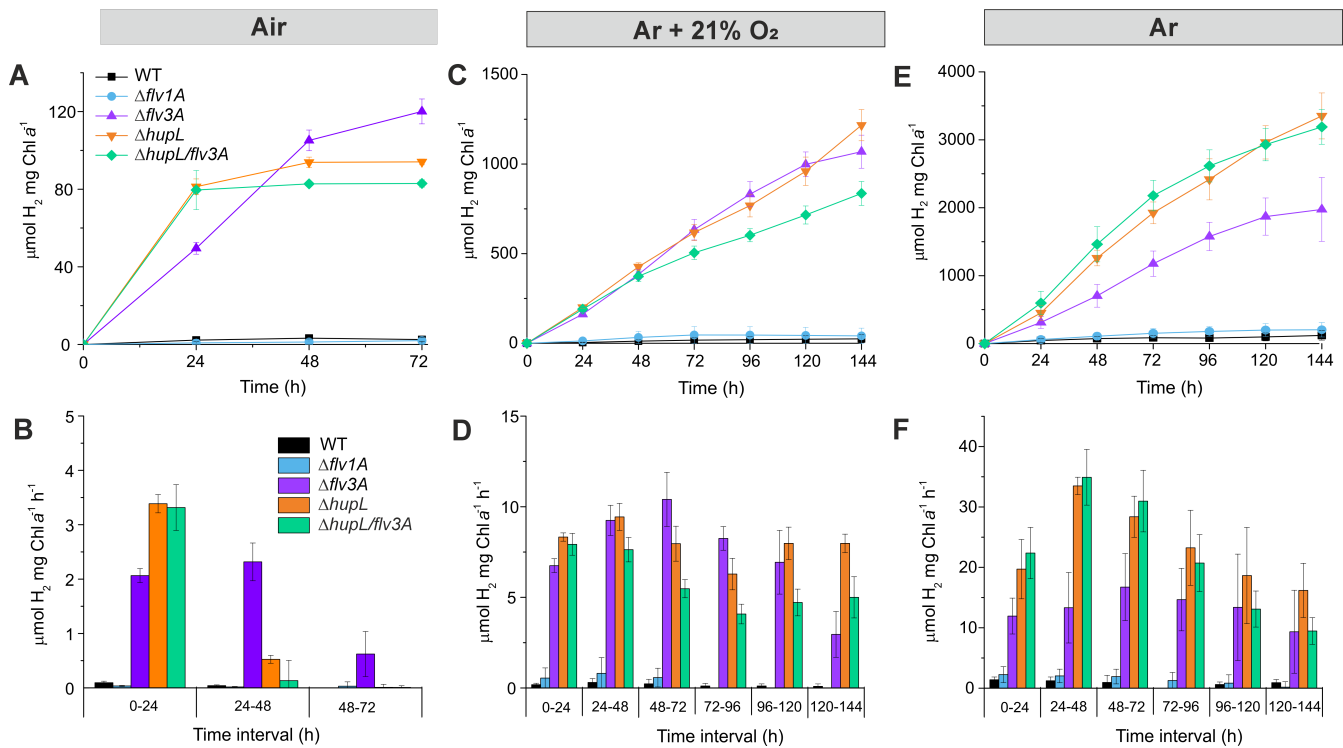 Air
Ar + 21% O₂
Ar
A
μmol H₂ mg Chl a⁻¹
120
80
40
0
0
24
48
72
Time (h)
WT
Δflv1A
Δflv3A
ΔhupL
ΔhupL/flv3A
C
μmol H₂ mg Chl a⁻¹
1500
1000
500
0
0
24
48
72
96
120
144
Time (h)
E
μmol H₂ mg Chl a⁻¹
4000
3000
2000
1000
0
0
24
48
72
96
120
144
Time (h)
B
μmol H₂ mg Chl a⁻¹ h⁻¹
5
4
3
2
1
0
0-24
24-48
48-72
Time interval (h)
WT
Δflv1A
Δflv3A
ΔhupL
ΔhupL/flv3A
D
μmol H₂ mg Chl a⁻¹ h⁻¹
15
10
5
0
0-24
24-48
48-72
72-96
96-120
120-144
Time interval (h)
F
μmol H₂ mg Chl a⁻¹ h⁻¹
40
30
20
10
0
0-24
24-48
48-72
72-96
96-120
120-144
Time interval (h)